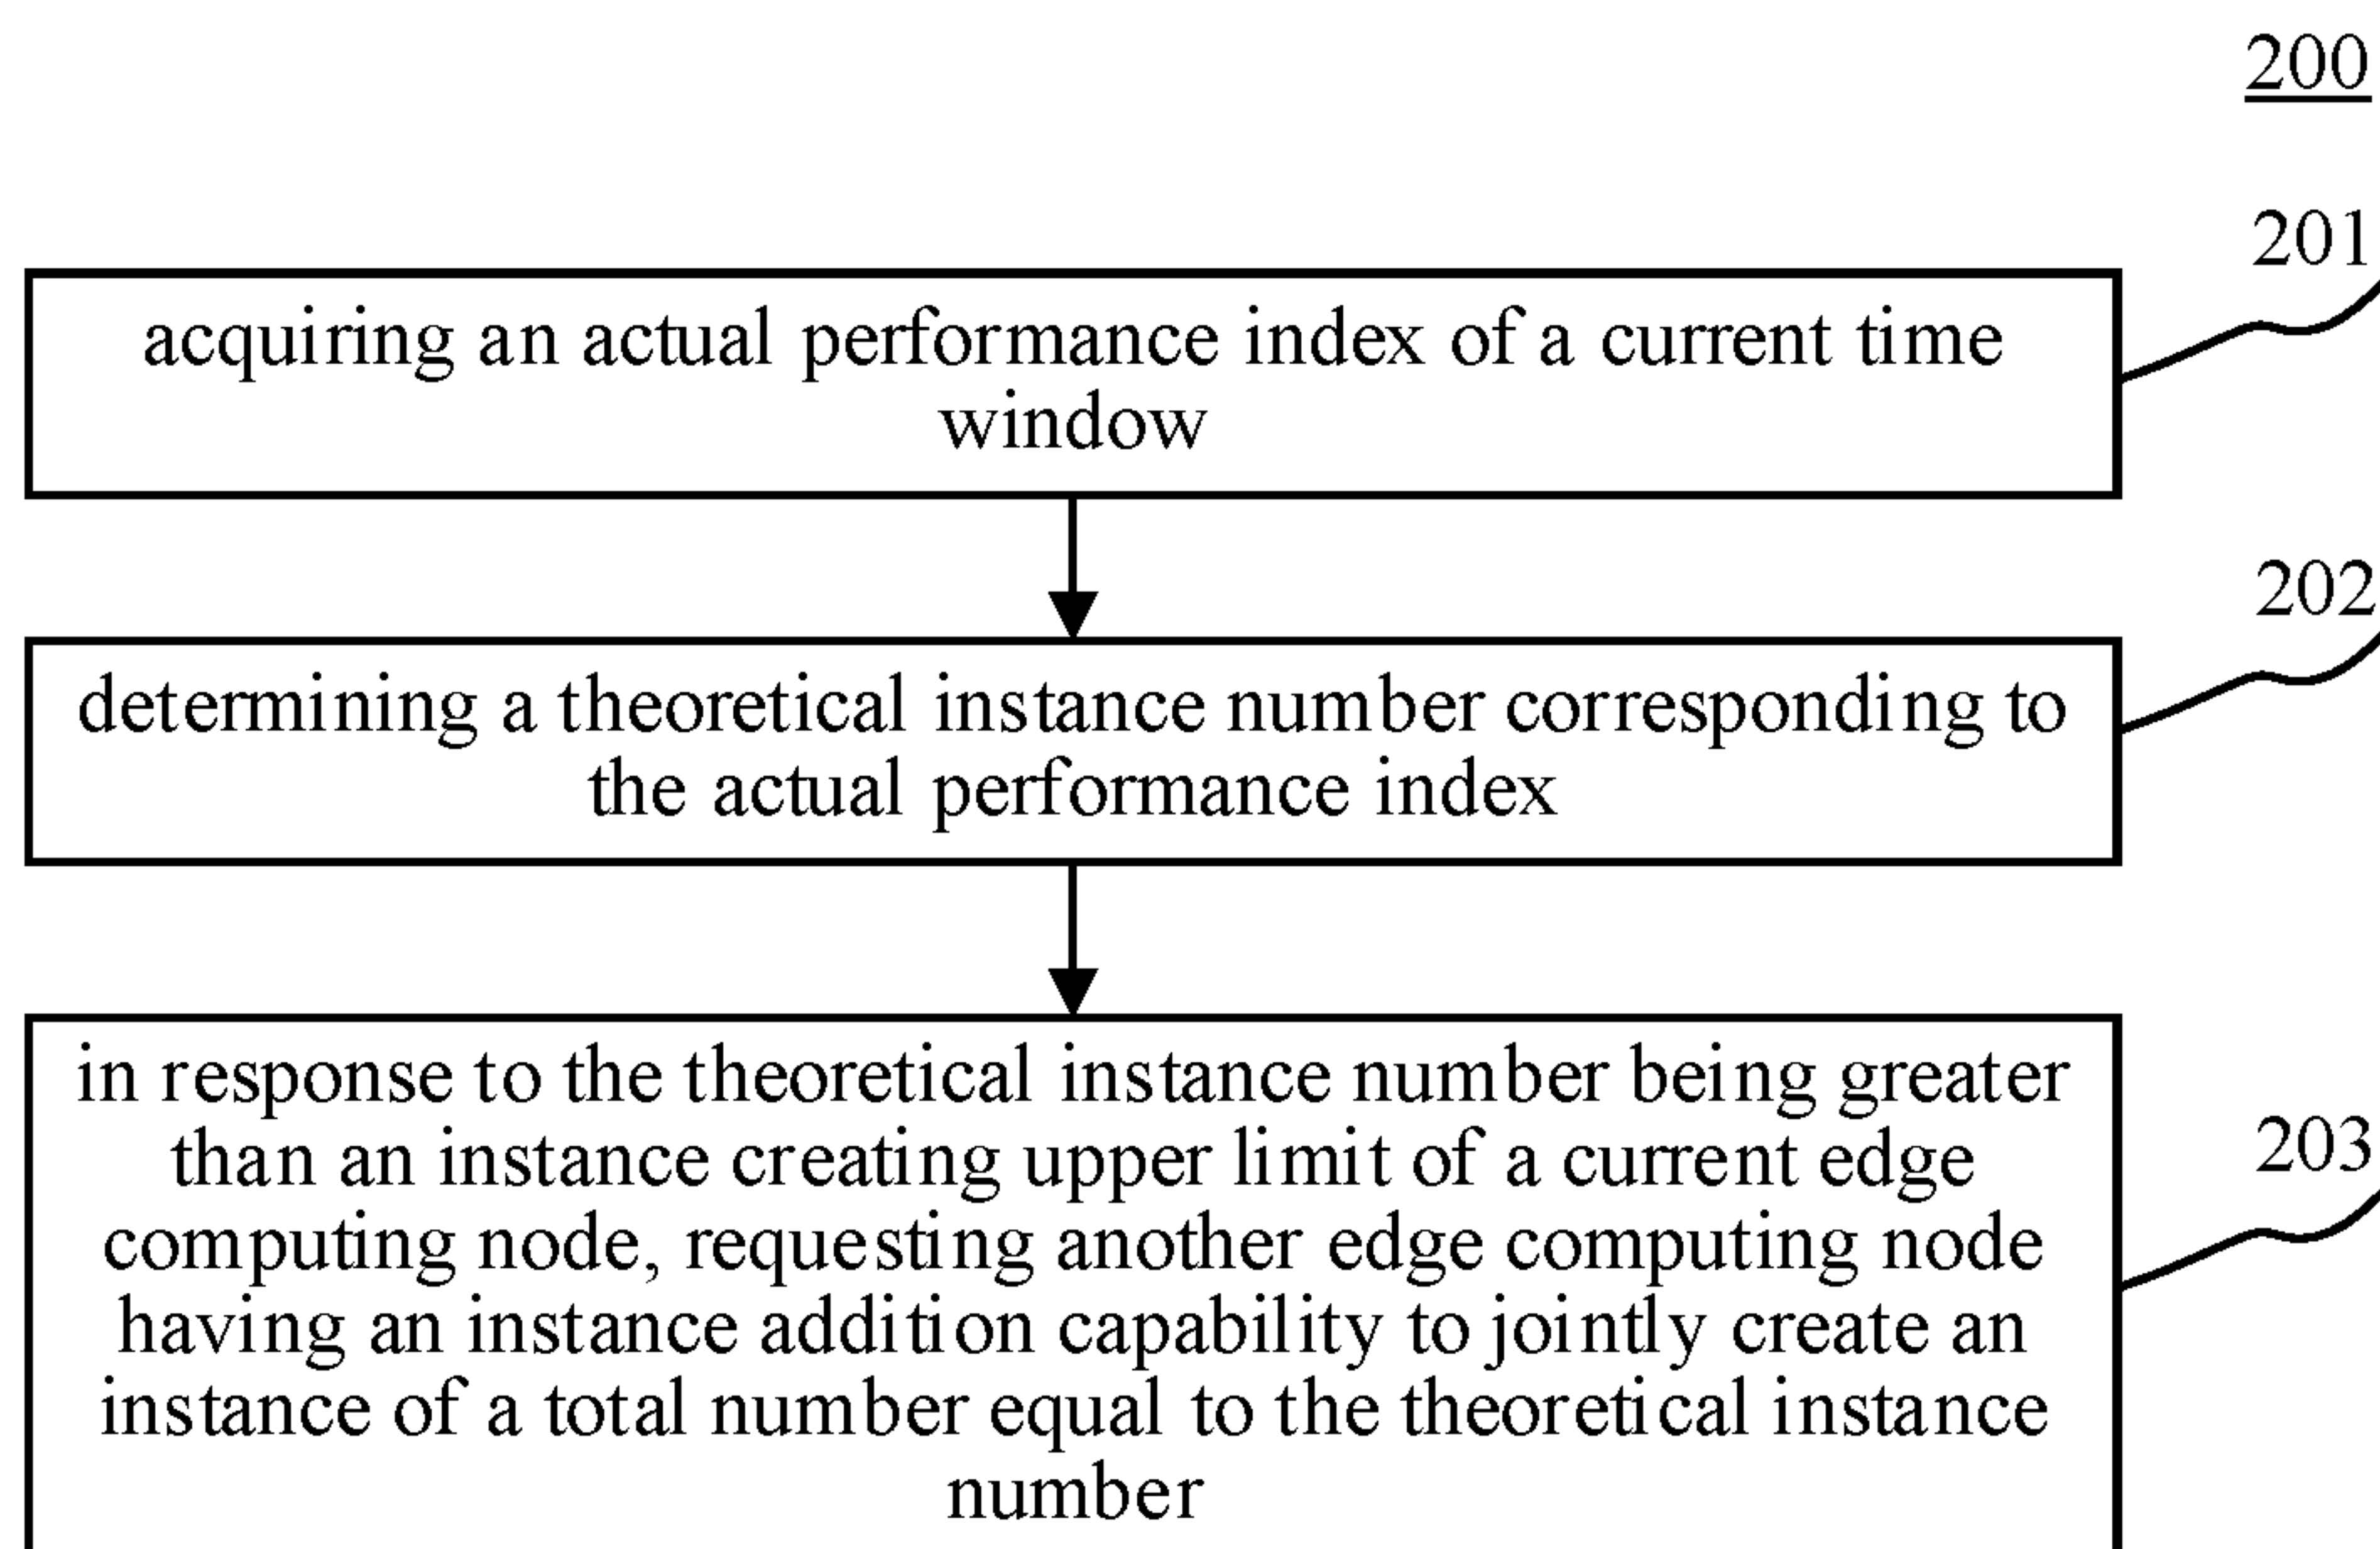 200
201
acquiring an actual performance index of a current time
window
202
determining a theoretical instance number corresponding to
the actual performance index
in response to the theoretical instance number being greater
than an instance creating upper limit of a current edge
203
computing node, requesting another edge computing node
having an instance addition capability to jointly create an
instance of a total number equal to the theoretical instance
number